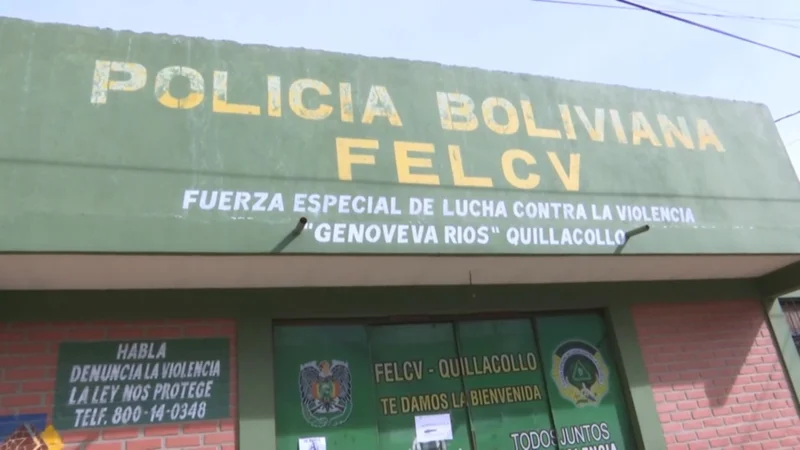 POLICIA BOLIVIANA
FELCV
FUERZA ESPECIAL DE LUCHA CONTRA LA VIOLENCIA
"GENOVEVA RIOS" QUILLACOLLO
HABLA
DENUNCIA LA VIOLENCIA
LA LEY NOS PROTEGE
TELF. 800-14-0348
FELCV - QUILLACOLLO
TE DAMOS LA BIENVENIDA
TODOS JUNTOS